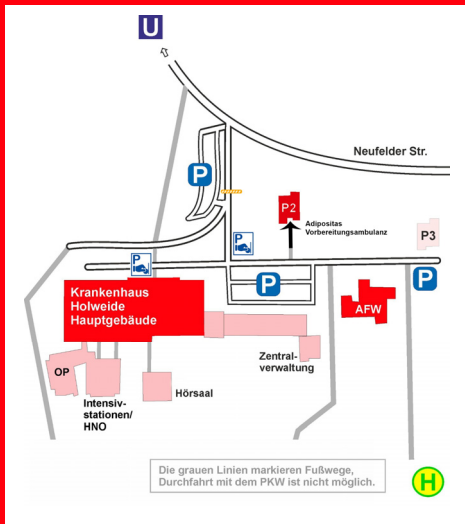 U
Neufelder Str.
P
P2
Adipositas
Vorbereitungsambulanz
P3
P
P
Krankenhaus
Holweide
Hauptgebäude
P
P
AFW
OP
Zentral-
verwaltung
Intensiv-
stationen/
HNO
Hörsaal
Die grauen Linien markieren Fußwege,
Durchfahrt mit dem PKW ist nicht möglich.
H